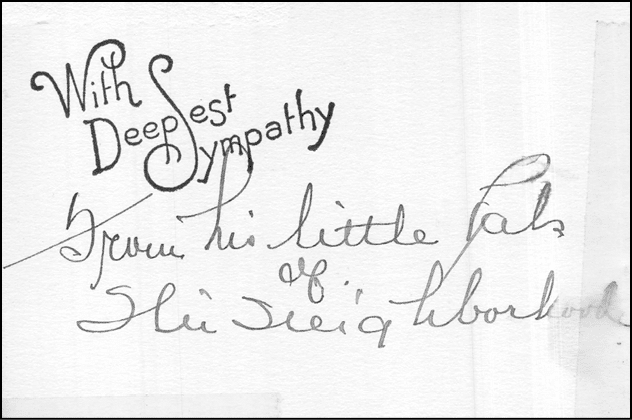 With
Deepest
Sympathy
From his little Pals
of
The Neighborhood